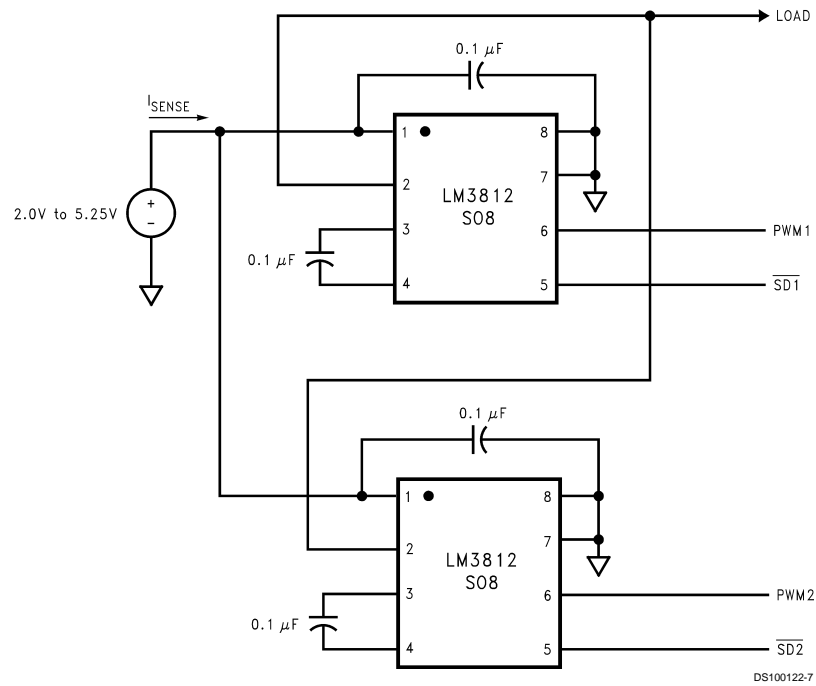 LOAD
0.1 μF
I_SENSE
1
8
7
LM3812
S08
2
2.0V to 5.25V
+
−
3
6
PWM1
0.1 μF
4
5
S̅D̅1̅
0.1 μF
1
8
7
LM3812
S08
2
3
6
PWM2
0.1 μF
4
5
S̅D̅2̅
DS100122-7